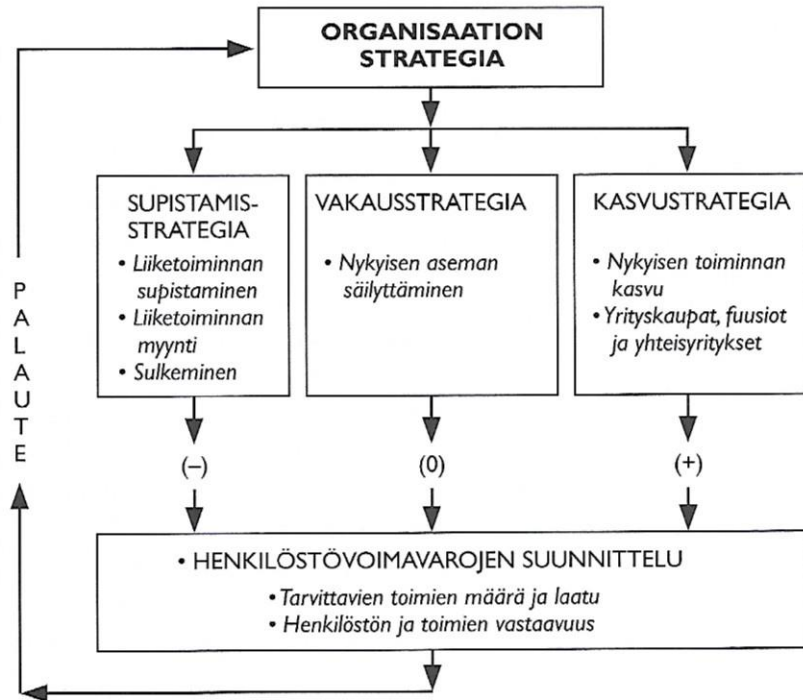 ORGANISAATION
STRATEGIA
SUPISTAMIS-
STRATEGIA
• Liiketoiminnan
supistaminen
• Liiketoiminnan
myynti
• Sulkeminen
VAKAUSSTRATEGIA
• Nykyisen aseman
säilyttäminen
KASVUSTRATEGIA
• Nykyisen toiminnan
kasvu
• Yrityskaupat, fuusiot
ja yhteisyritykset
PALAUTE
(–)
(0)
(+)
• HENKILÖSTÖVOIMAVAROJEN SUUNNITTELU
• Tarvittavien toimien määrä ja laatu
• Henkilöstön ja toimien vastaavuus